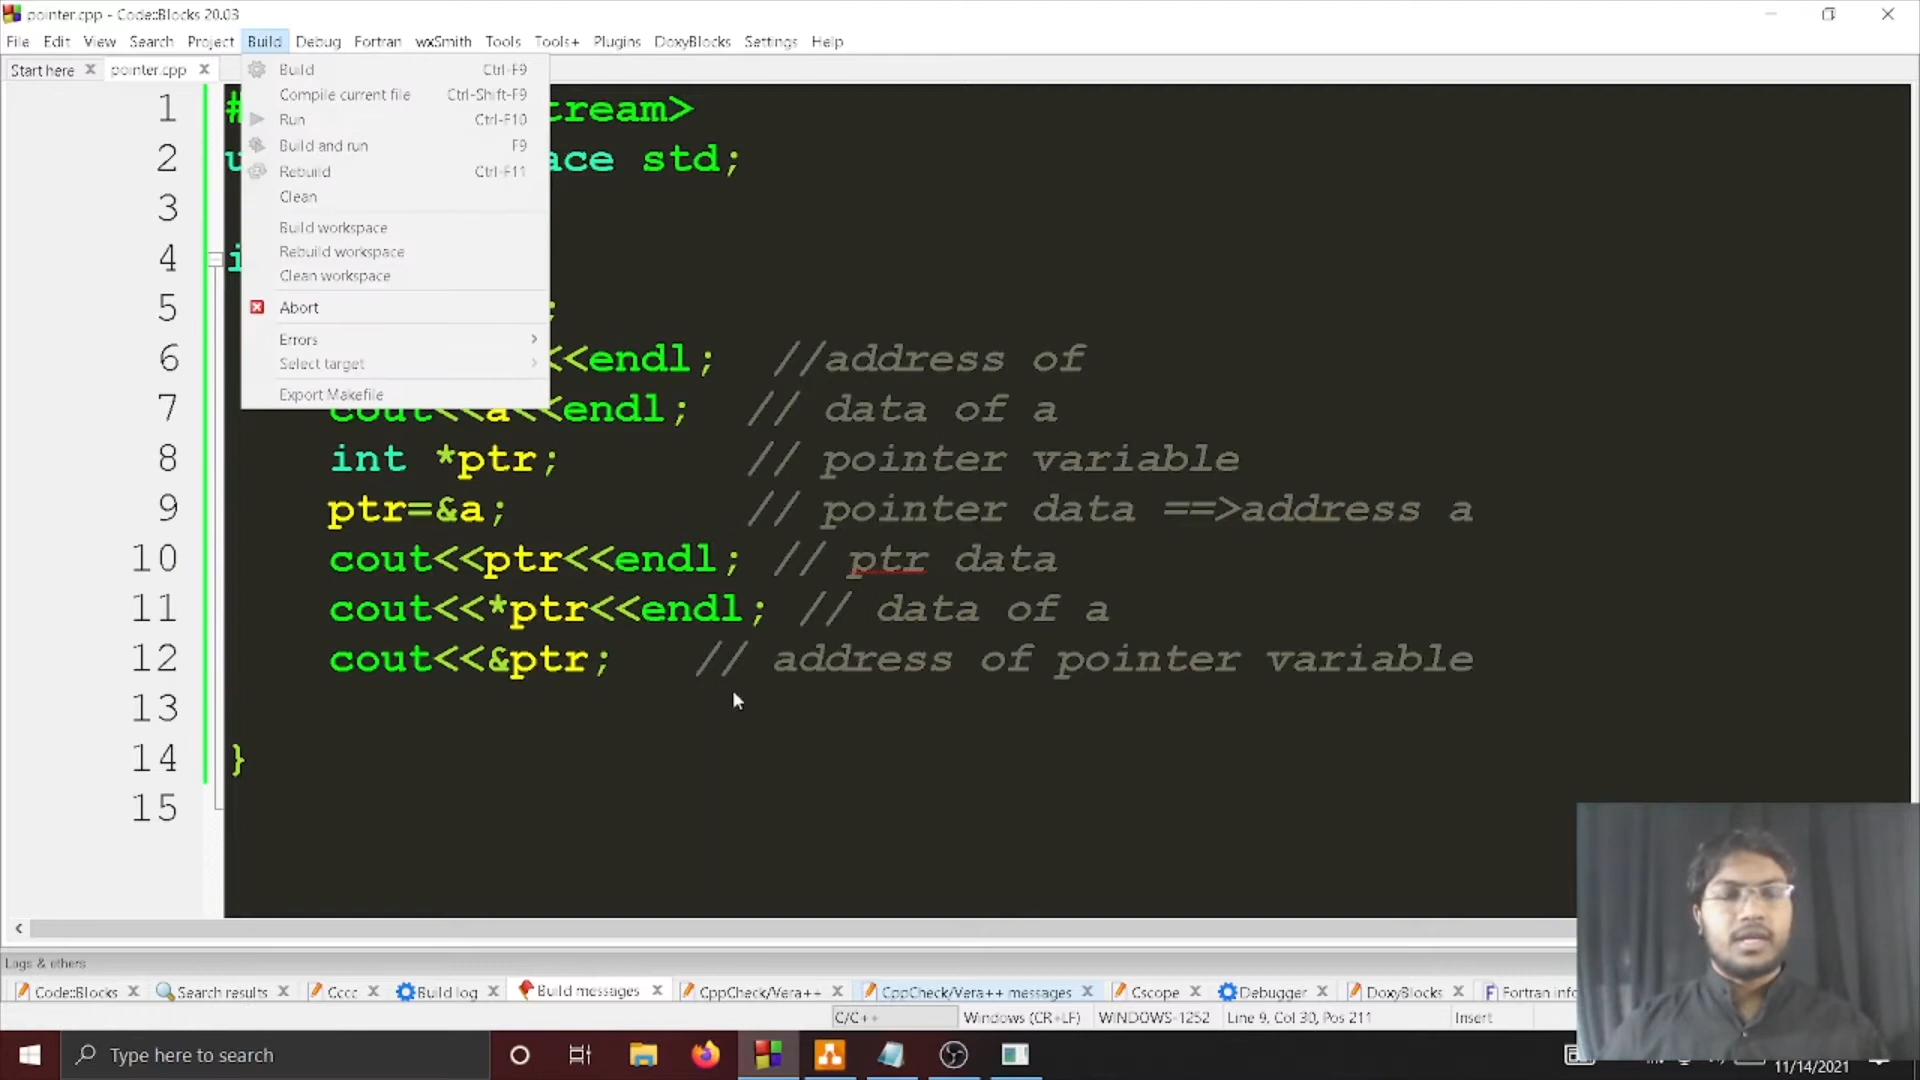 pointer.cpp - Code::Blocks 20.03
File Edit View Search Project Build Debug Fortran wxSmith Tools Tools+ Plugins DoxyBlocks Settings Help
Start here pointer.cpp
Build Ctrl-F9
Compile current file Ctrl-Shift-F9
Run Ctrl-F10
Build and run F9
Rebuild Ctrl-F11
Clean
Build workspace
Rebuild workspace
Clean workspace
Abort
Errors
Select target
Export Makefile
1 # tream>
2 u ace std;
3
4 i
5 ;
6 <<endl; //address of
7 cout<<a<<endl; // data of a
8 int *ptr; // pointer variable
9 ptr=&a; // pointer data ==>address a
10 cout<<ptr<<endl; // ptr data
11 cout<<*ptr<<endl; // data of a
12 cout<<&ptr; // address of pointer variable
13
14 }
15
Logs & others
Code::Blocks Search results Cccc Build log Build messages CppCheck/Vera++ CppCheck/Vera++ messages Cscope Debugger DoxyBlocks Fortran info
C/C++ Windows (CR+LF) WINDOWS-1252 Line 9, Col 30, Pos 211 Insert
Type here to search
11/14/2021